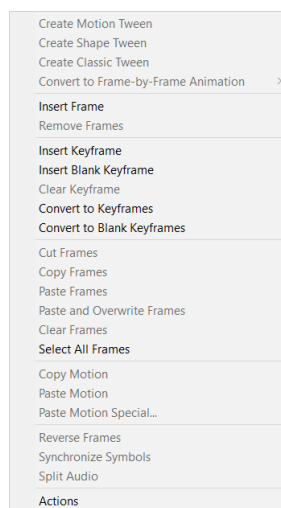 Create Motion Tween
Create Shape Tween
Create Classic Tween
Convert to Frame-by-Frame Animation
Insert Frame
Remove Frames
Insert Keyframe
Insert Blank Keyframe
Clear Keyframe
Convert to Keyframes
Convert to Blank Keyframes
Cut Frames
Copy Frames
Paste Frames
Paste and Overwrite Frames
Clear Frames
Select All Frames
Copy Motion
Paste Motion
Paste Motion Special...
Reverse Frames
Synchronize Symbols
Split Audio
Actions